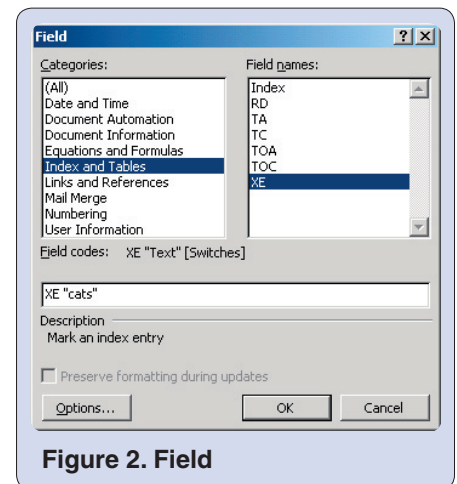 Field
Categories:
(All)
Date and Time
Document Automation
Document Information
Equations and Formulas
Index and Tables
Links and References
Mail Merge
Numbering
User Information
Field names:
Index
RD
TA
TC
TOA
TOC
XE
Field codes: XE "Text" [Switches]
XE "cats"
Description
Mark an index entry
Preserve formatting during updates
Options...
OK
Cancel
Figure 2. Field